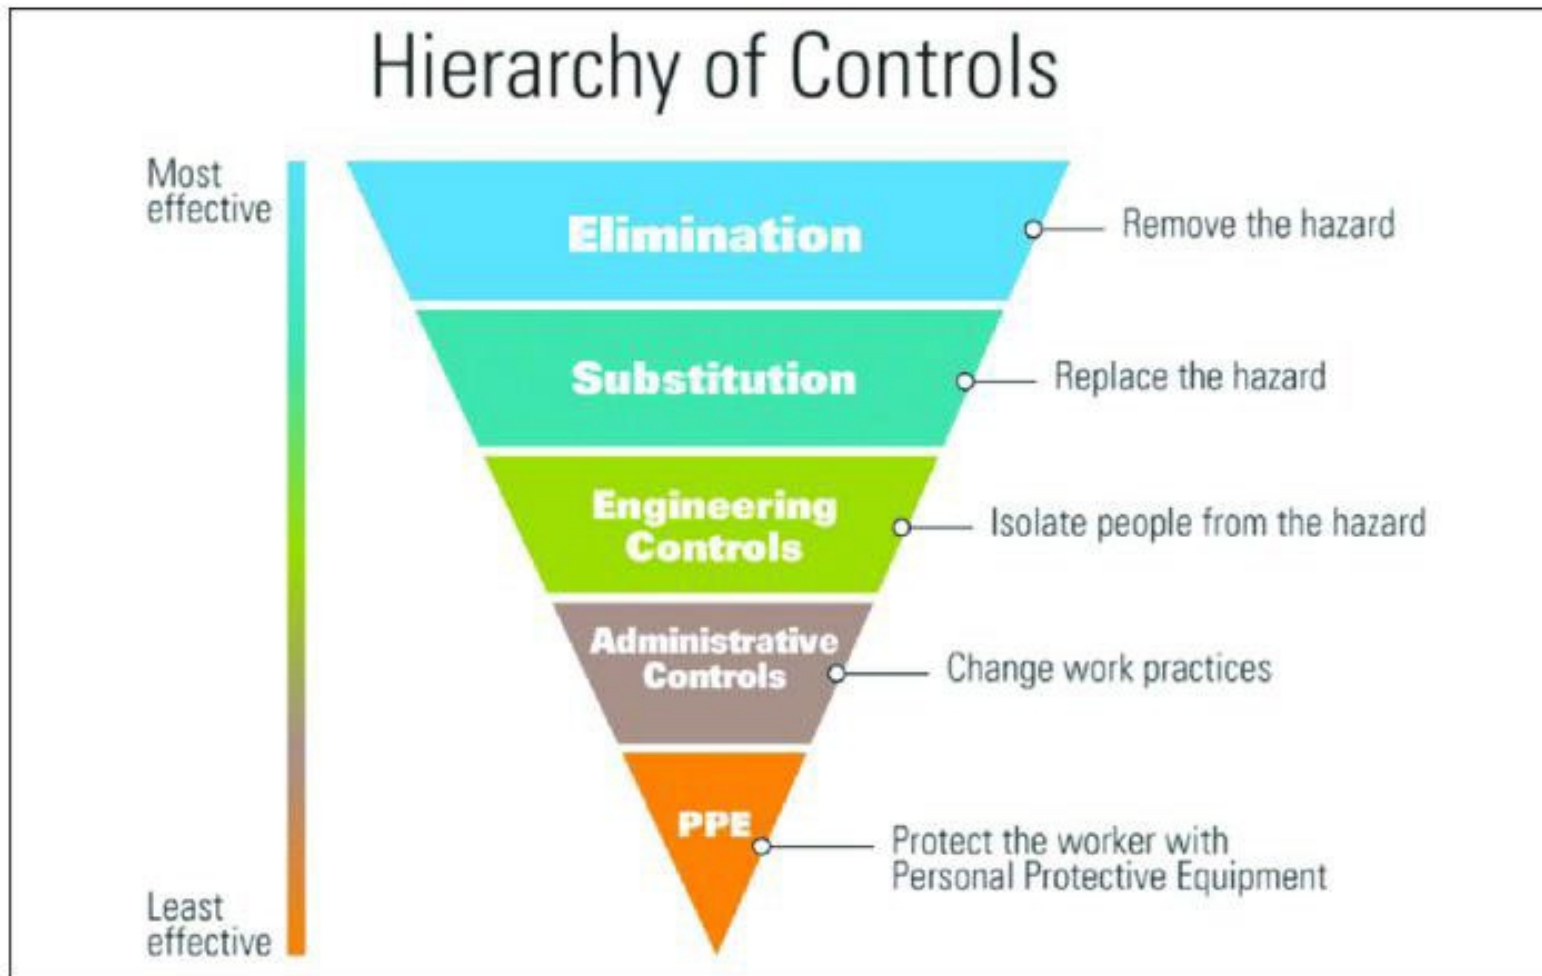 Hierarchy of Controls
Most
effective
Elimination
Remove the hazard
Substitution
Replace the hazard
Engineering
Controls
Isolate people from the hazard
Administrative
Controls
Change work practices
PPE
Protect the worker with
Personal Protective Equipment
Least
effective